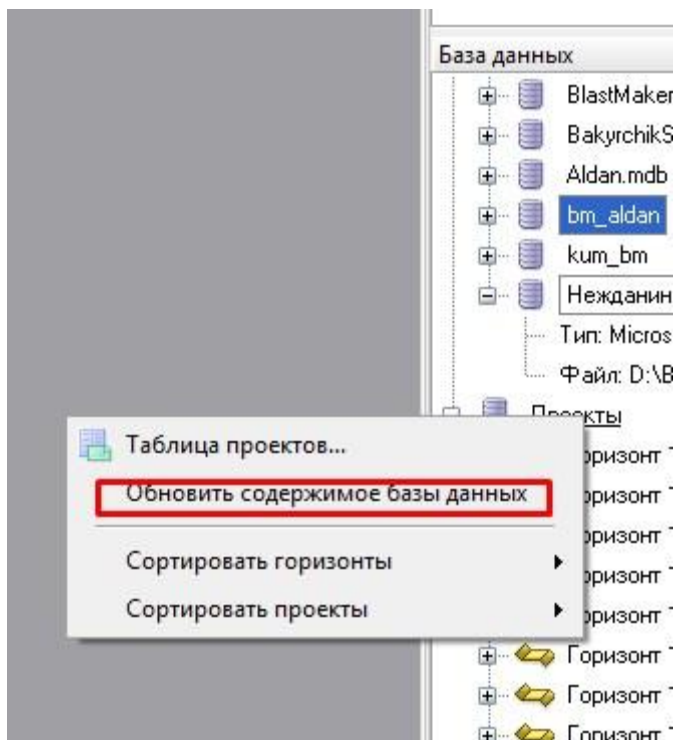 База данных
BlastMaker
BakyrchikS
Aldan.mdb
bm_aldan
kum_bm
Нежданин
Тип: Micros
Файл: D:\B
Проекты
Таблица проектов...
Обновить содержимое базы данных
Сортировать горизонты
Сортировать проекты
Горизонт
Горизонт
Горизонт